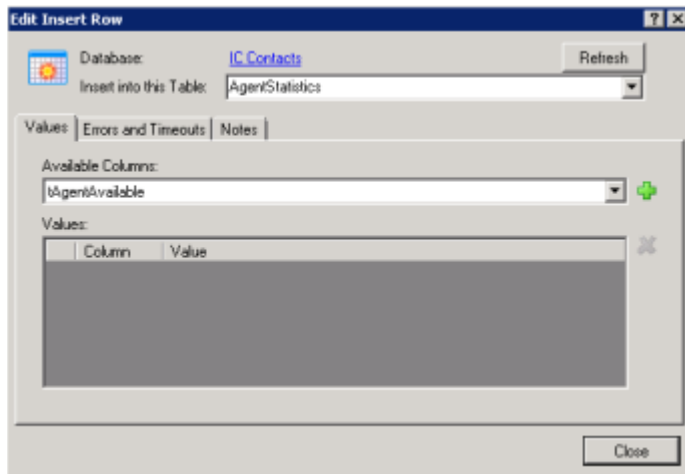 Edit Insert Row
Database: IC Contacts Refresh
Insert into this Table: AgentStatistics
Values Errors and Timeouts Notes
Available Columns:
tAgentAvailable
Values:
Column Value
Close